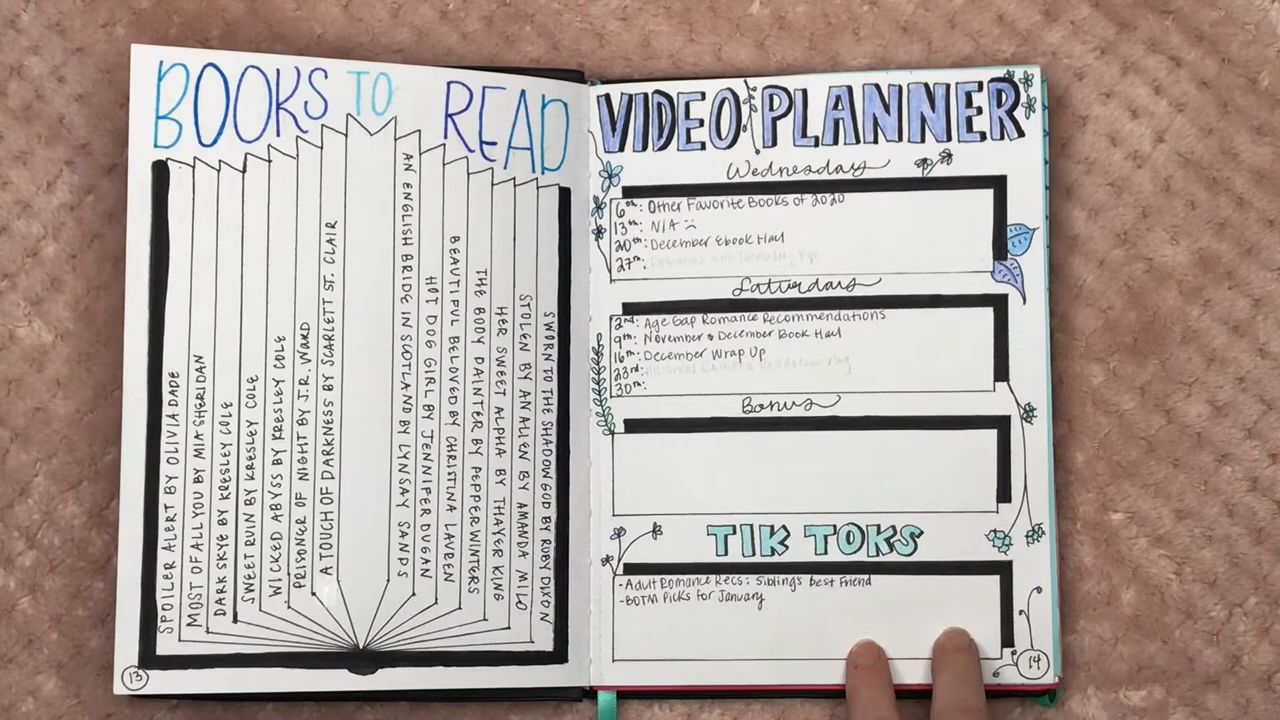 BOOKS TO READ
SPOILER ALERT BY OLIVIA DADE
MOST OF ALL YOU BY MIA SHERIDAN
DARK SKYE BY KRESLEY COLE
SWEET RUIN BY KRESLEY COLE
WICKED ABYSS BY KRESLEY COLE
PRISONER OF NIGHT BY J.R. WARD
A TOUCH OF DARKNESS BY SCARLETT ST. CLAIR
AN ENGLISH BRIDE IN SCOTLAND BY LYNSAY SANDS
HOT DOG GIRL BY JENNIFER DUGAN
BEAUTIFUL BELOVED BY CHRISTINA LAUREN
THE BODY PAINTER BY PEPPER WINTERS
HER SWEET ALPHA BY THAYER KING
STOLEN BY AN ALIEN BY AMANDA MILO
SWORN TO THE SHADOW GOD BY RUBY DIXON
13
VIDEO PLANNER
Wednesday
6th: Other Favorite Books of 2020
13th: N/A :(
20th: December Ebook Haul
27th:
Saturday
2nd: Age Gap Romance Recommendations
9th: November & December Book Haul
16th: December Wrap Up
23rd:
30th:
Bonus
TIK TOKS
-Adult Romance Recs: Siblings Best Friend
-BOTM Picks for January
14